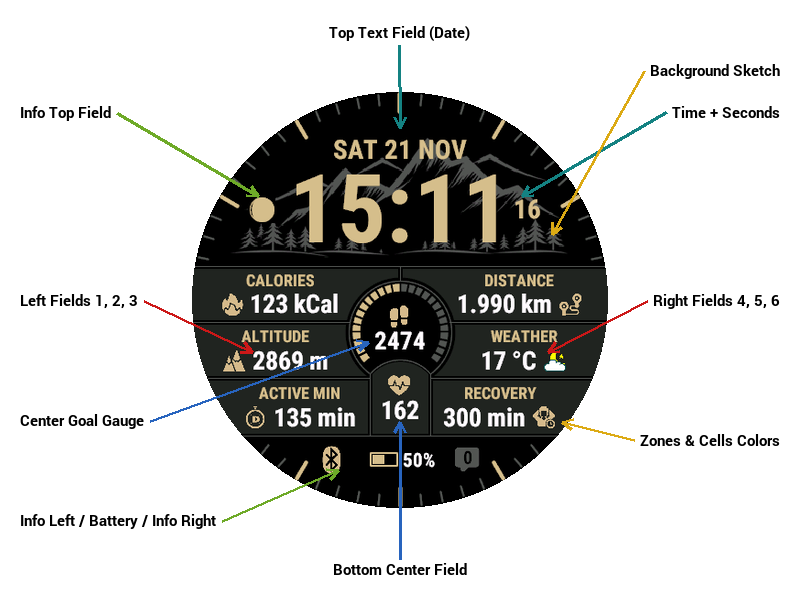 Top Text Field (Date)
Background Sketch
Info Top Field
Time + Seconds
SAT 21 NOV
15:11
16
CALORIES
123 kCal
DISTANCE
1.990 km
Left Fields 1, 2, 3
Right Fields 4, 5, 6
2474
ALTITUDE
2869 m
WEATHER
17 °C
ACTIVE MIN
D
135 min
162
RECOVERY
300 min
Center Goal Gauge
Zones & Cells Colors
50%
0
Info Left / Battery / Info Right
Bottom Center Field